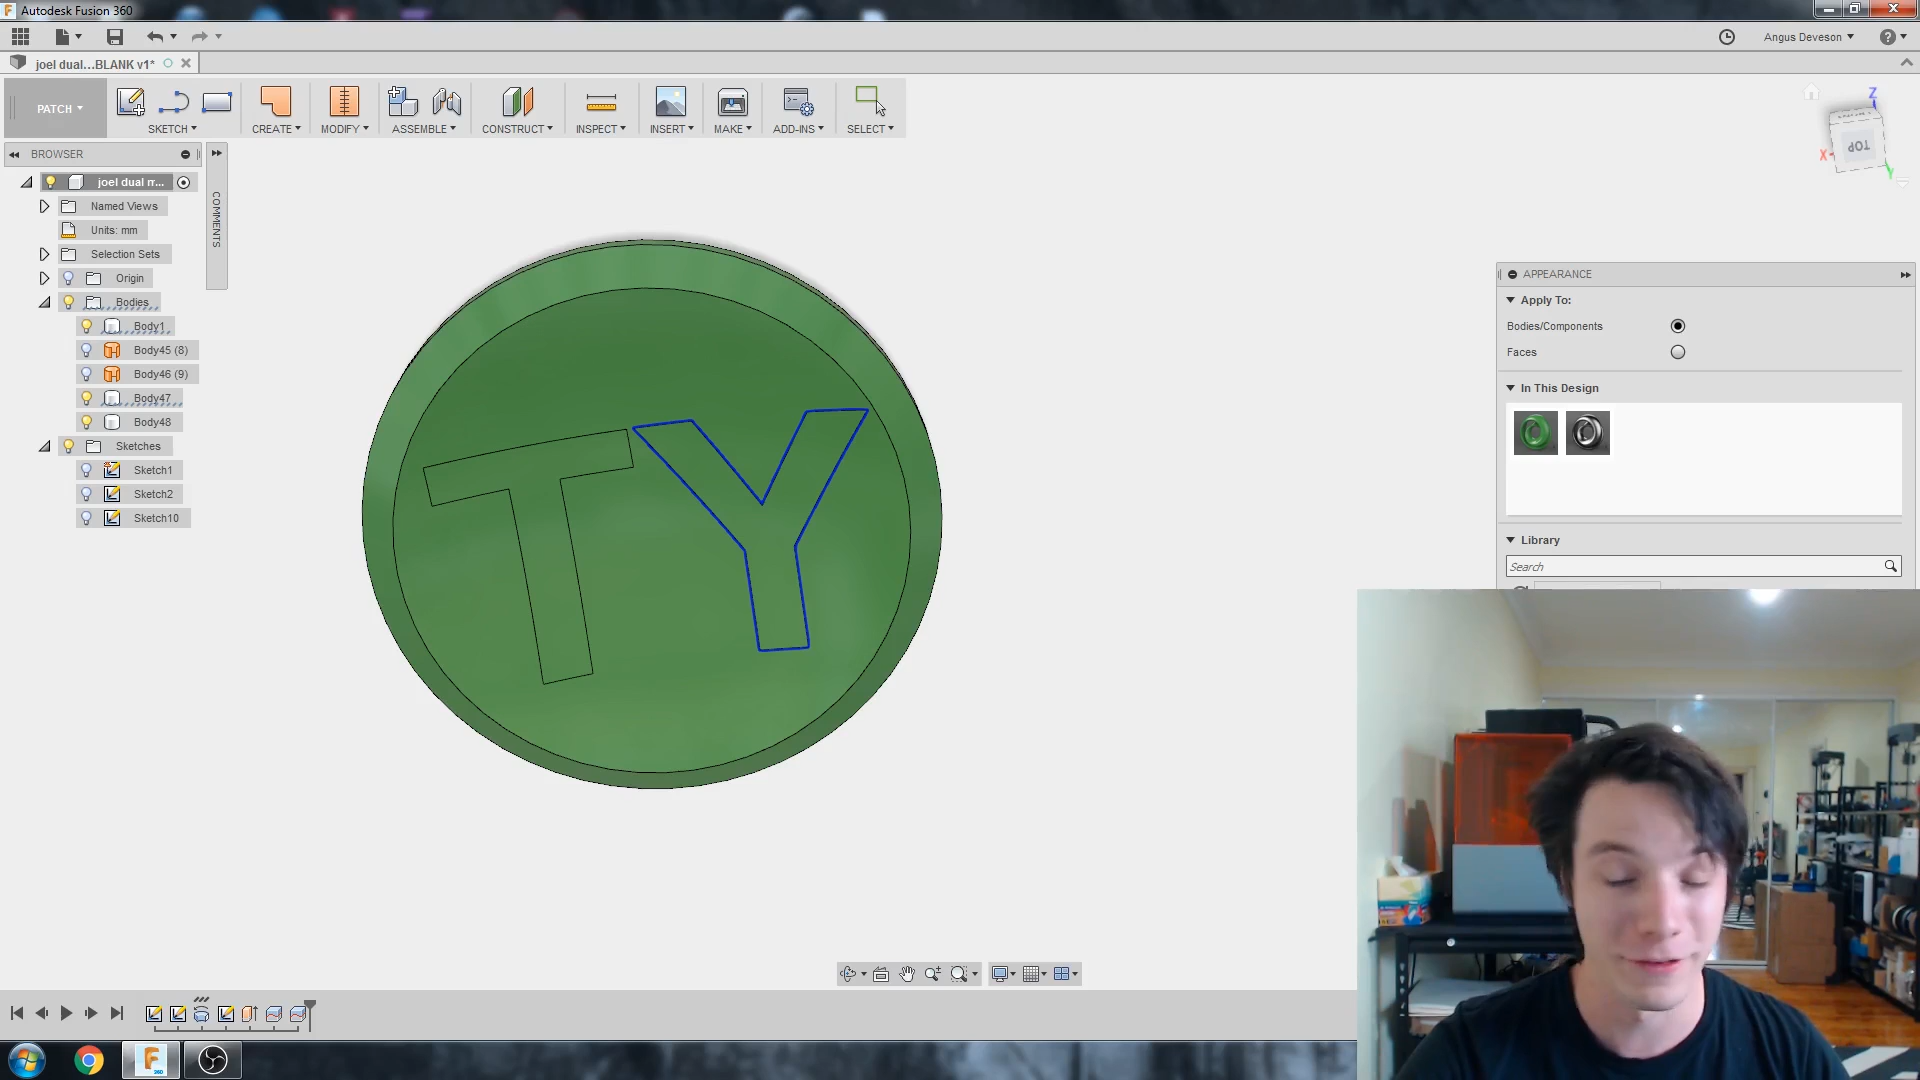 Autodesk Fusion 360
Angus Deveson
joel dual...BLANK v1*
PATCH
SKETCH
CREATE
MODIFY
ASSEMBLE
CONSTRUCT
INSPECT
INSERT
MAKE
ADD-INS
SELECT
Z
TOP
X
Y
BROWSER
COMMENTS
joel dual m...
Named Views
Units: mm
Selection Sets
Origin
Bodies
Body1
Body45 (8)
Body46 (9)
Body47
Body48
Sketches
Sketch1
Sketch2
Sketch10
TY
APPEARANCE
Apply To:
Bodies/Components
Faces
In This Design
Library
Search